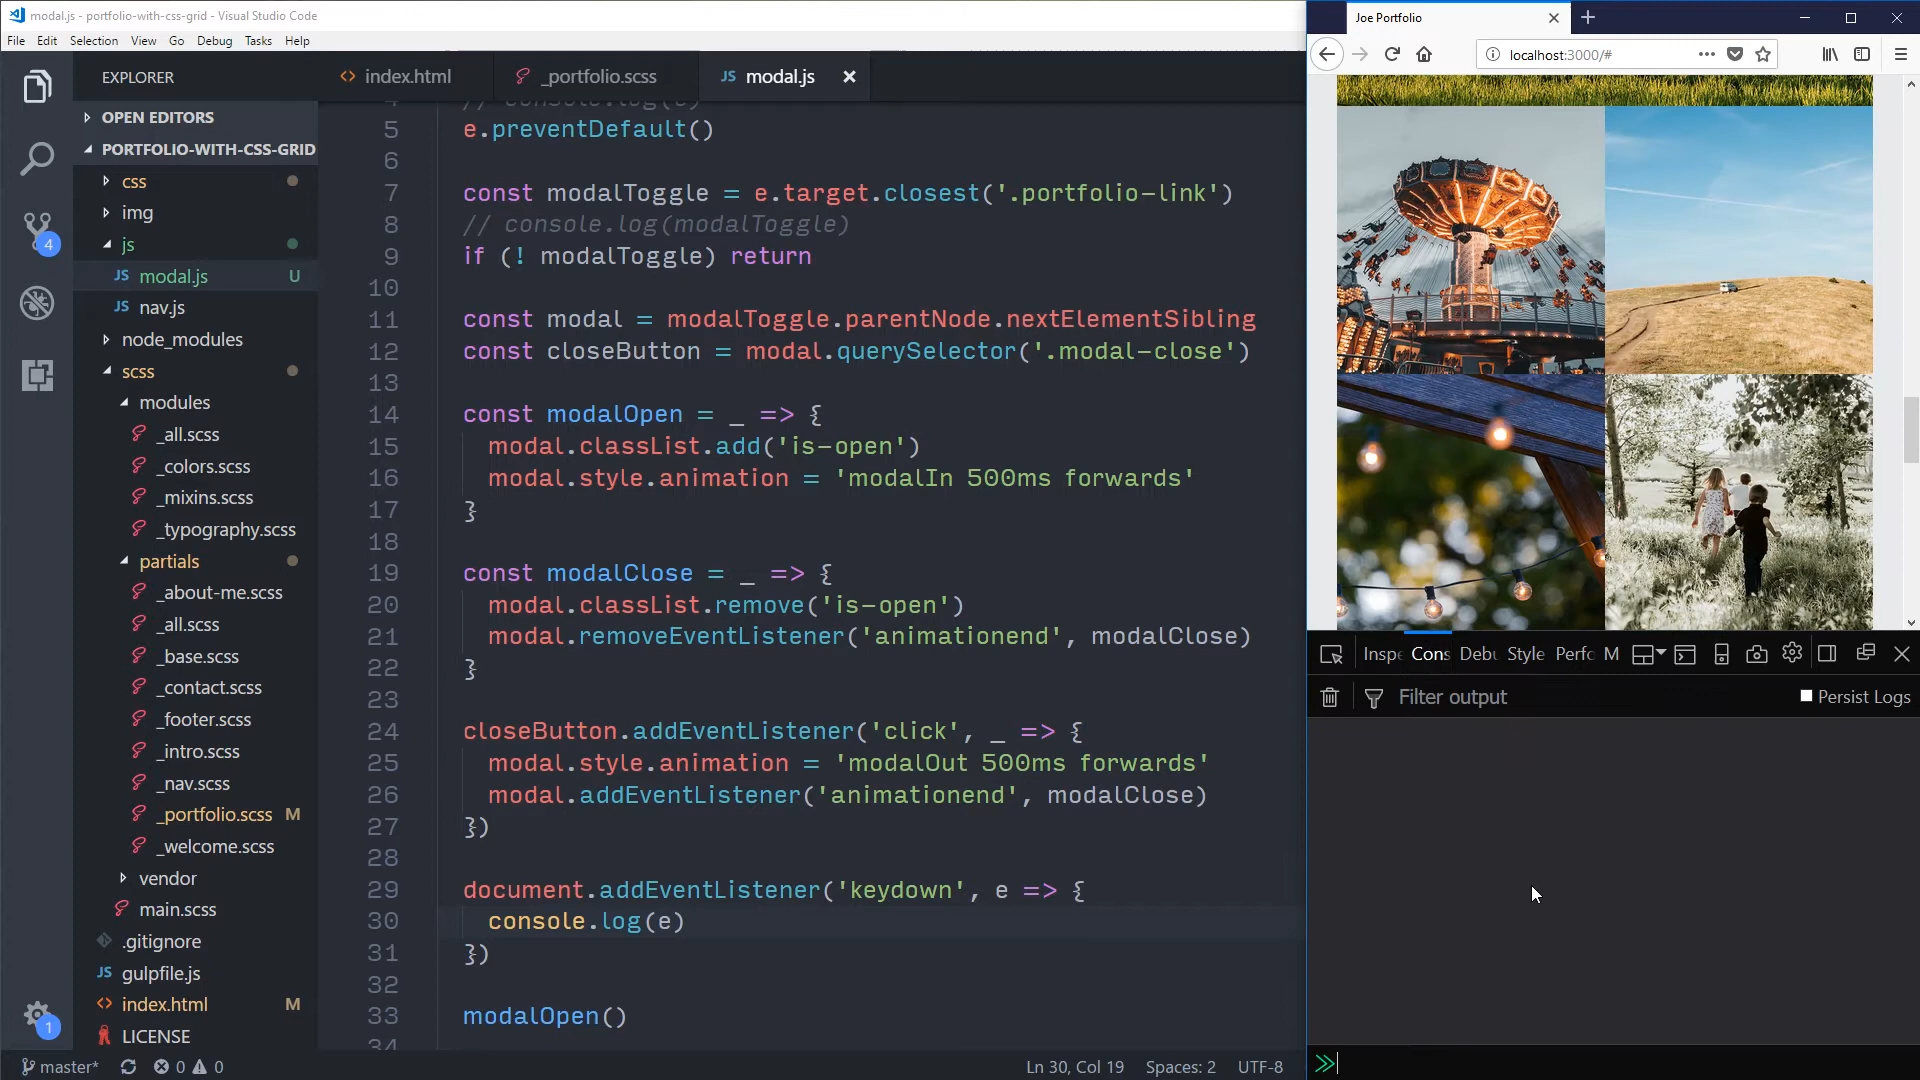 modal.js - portfolio-with-css-grid - Visual Studio Code
File Edit Selection View Go Debug Tasks Help
EXPLORER
OPEN EDITORS
PORTFOLIO-WITH-CSS-GRID
css
img
js
JS modal.js U
JS nav.js
node_modules
scss
modules
_all.scss
_colors.scss
_mixins.scss
_typography.scss
partials
_about-me.scss
_all.scss
_base.scss
_contact.scss
_footer.scss
_intro.scss
_nav.scss
_portfolio.scss M
_welcome.scss
vendor
main.scss
.gitignore
JS gulpfile.js
<> index.html M
LICENSE
4
1
<> index.html
_portfolio.scss
JS modal.js ×
4 // console.log(e)
5 e.preventDefault()
6
7 const modalToggle = e.target.closest('.portfolio-link')
8 // console.log(modalToggle)
9 if (! modalToggle) return
10
11 const modal = modalToggle.parentNode.nextElementSibling
12 const closeButton = modal.querySelector('.modal-close')
13
14 const modalOpen = _ => {
15 modal.classList.add('is-open')
16 modal.style.animation = 'modalIn 500ms forwards'
17 }
18
19 const modalClose = _ => {
20 modal.classList.remove('is-open')
21 modal.removeEventListener('animationend', modalClose)
22 }
23
24 closeButton.addEventListener('click', _ => {
25 modal.style.animation = 'modalOut 500ms forwards'
26 modal.addEventListener('animationend', modalClose)
27 })
28
29 document.addEventListener('keydown', e => {
30 console.log(e)
31 })
32
33 modalOpen()
34
master* 0 0
Ln 30, Col 19 Spaces: 2 UTF-8
Joe Portfolio
localhost:3000/#
Inspe Cons Debu Style Perfo M
Filter output
Persist Logs
>>